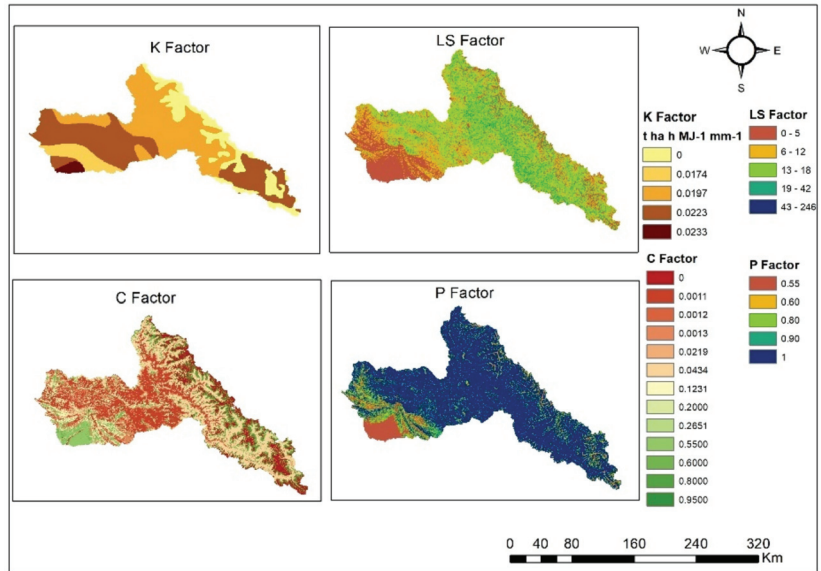 K Factor
LS Factor
N
W
E
S
K Factor
t ha h MJ-1 mm-1
0
0.0174
0.0197
0.0223
0.0233
LS Factor
0 - 5
6 - 12
13 - 18
19 - 42
43 - 246
C Factor
P Factor
C Factor
0
0.0011
0.0012
0.0013
0.0219
0.0434
0.1231
0.2000
0.2651
0.5500
0.6000
0.8000
0.9500
P Factor
0.55
0.60
0.80
0.90
1
0 40 80 160 240 320
Km